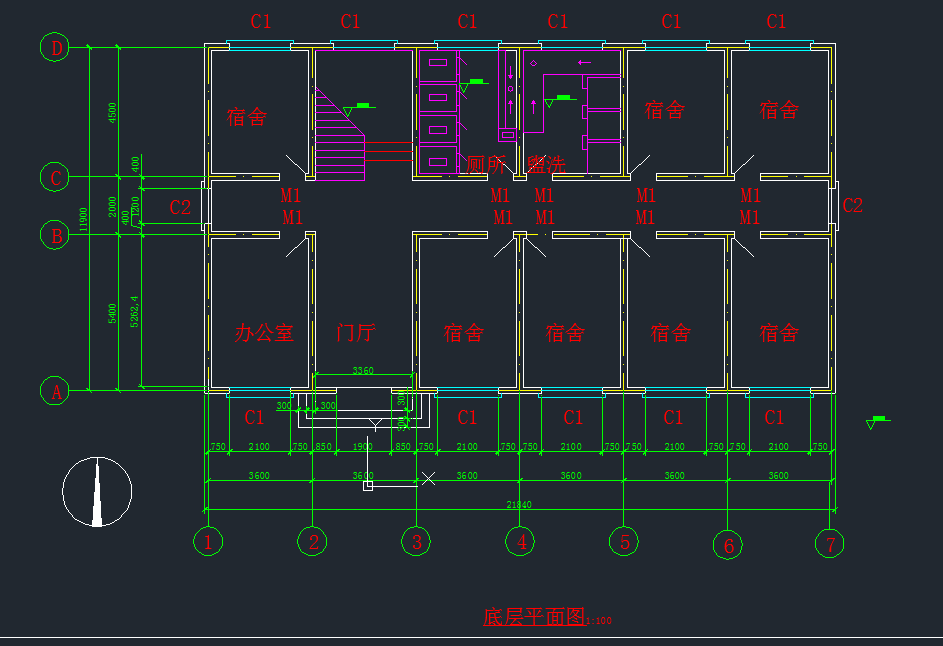 C1 C1 C1 C1 C1 C1
D
4500
宿舍 宿舍 宿舍
400
厕所 盥洗
C
M1 M1 M1 M1 M1
C2 C2
11900 2000 1200
400
M1 M1 M1 M1 M1
B
5400 5262,4
办公室 门厅 宿舍 宿舍 宿舍 宿舍
3360
A
300 300 300
300
C1 C1 C1 C1 C1
750 2100 750 850 1900 850 750 2100 750 750 2100 750 750 2100 750 750 2100 750
3600 3600 3600 3600 3600 3600
21840
1 2 3 4 5 6 7
底层平面图1:100